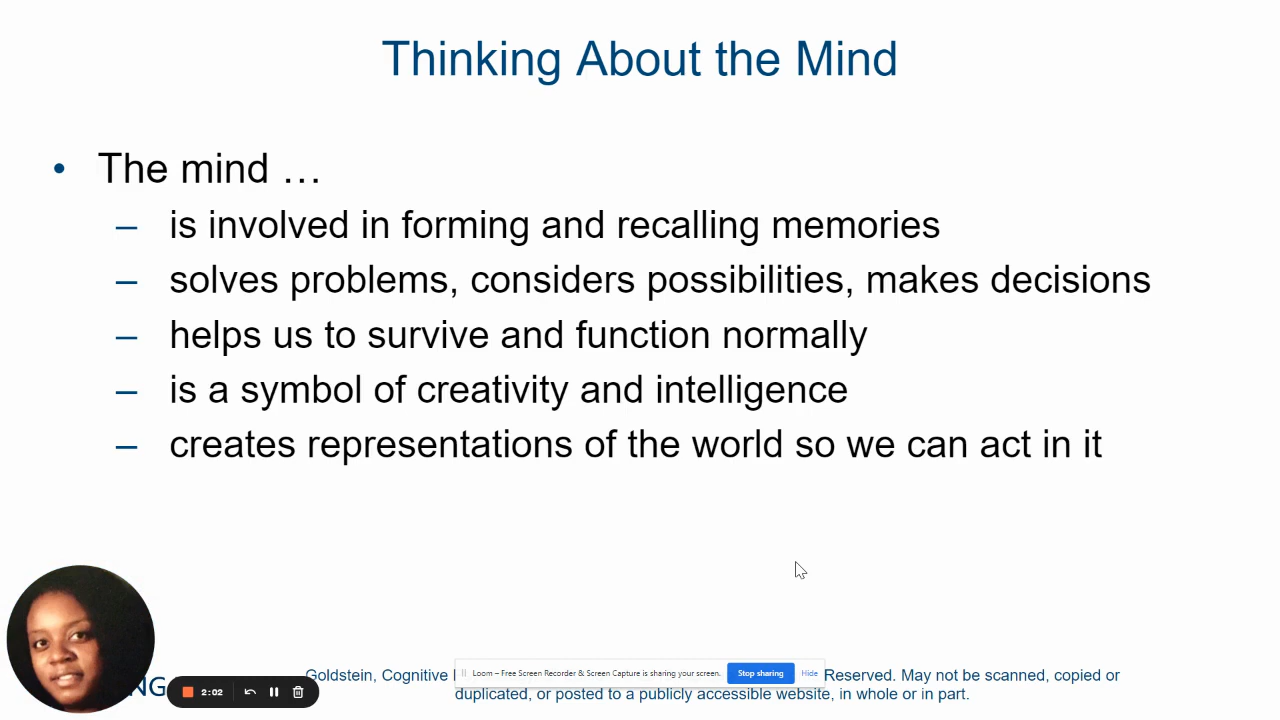 Thinking About the Mind
• The mind …
– is involved in forming and recalling memories
– solves problems, considers possibilities, makes decisions
– helps us to survive and function normally
– is a symbol of creativity and intelligence
– creates representations of the world so we can act in it
Goldstein, Cognitive
Reserved. May not be scanned, copied or
duplicated, or posted to a publicly accessible website, in whole or in part.
Loom – Free Screen Recorder & Screen Capture is sharing your screen.
Stop sharing
Hide
NG
2:02